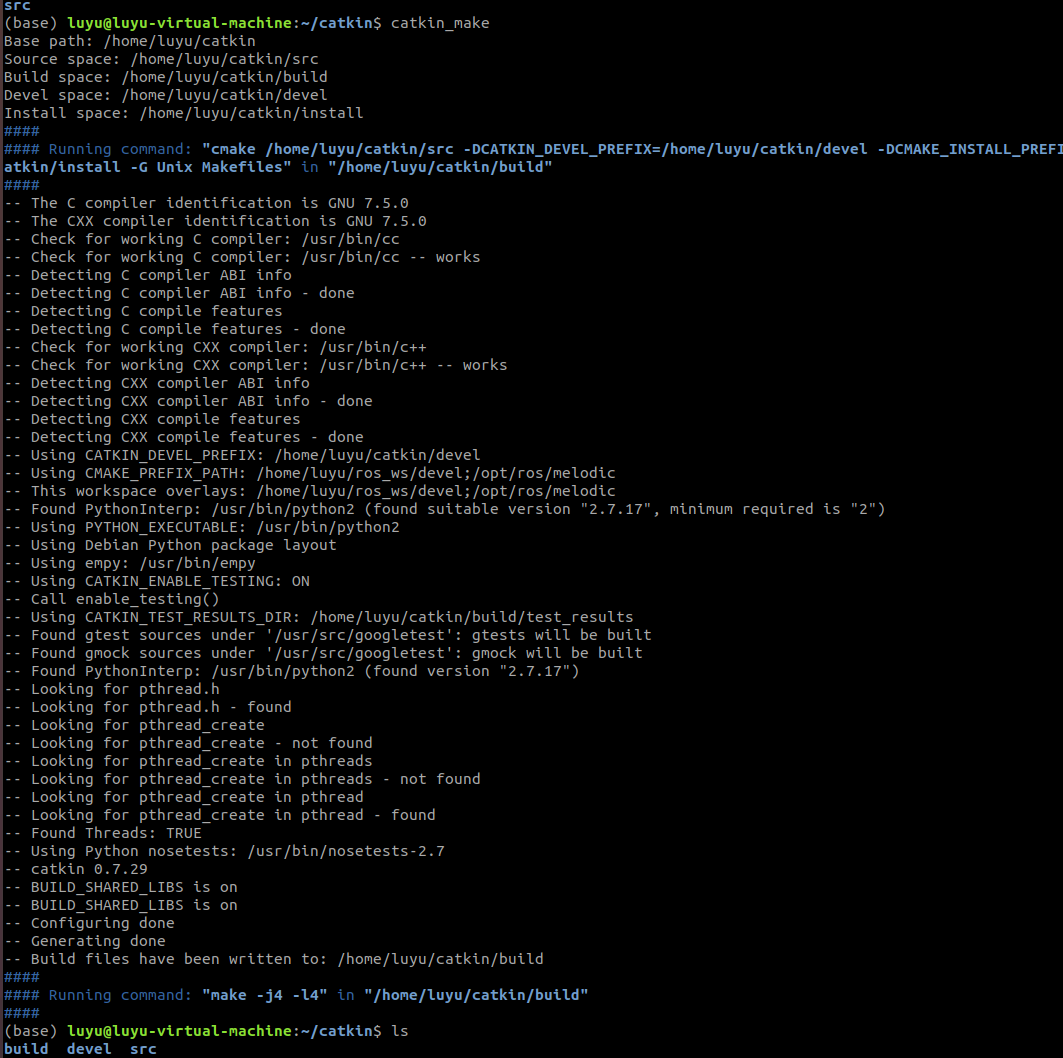 src
(base) luyu@luyu-virtual-machine:~/catkin$ catkin_make
Base path: /home/luyu/catkin
Source space: /home/luyu/catkin/src
Build space: /home/luyu/catkin/build
Devel space: /home/luyu/catkin/devel
Install space: /home/luyu/catkin/install
####
#### Running command: "cmake /home/luyu/catkin/src -DCATKIN_DEVEL_PREFIX=/home/luyu/catkin/devel -DCMAKE_INSTALL_PREFI
atkin/install -G Unix Makefiles" in "/home/luyu/catkin/build"
####
-- The C compiler identification is GNU 7.5.0
-- The CXX compiler identification is GNU 7.5.0
-- Check for working C compiler: /usr/bin/cc
-- Check for working C compiler: /usr/bin/cc -- works
-- Detecting C compiler ABI info
-- Detecting C compiler ABI info - done
-- Detecting C compile features
-- Detecting C compile features - done
-- Check for working CXX compiler: /usr/bin/c++
-- Check for working CXX compiler: /usr/bin/c++ -- works
-- Detecting CXX compiler ABI info
-- Detecting CXX compiler ABI info - done
-- Detecting CXX compile features
-- Detecting CXX compile features - done
-- Using CATKIN_DEVEL_PREFIX: /home/luyu/catkin/devel
-- Using CMAKE_PREFIX_PATH: /home/luyu/ros_ws/devel;/opt/ros/melodic
-- This workspace overlays: /home/luyu/ros_ws/devel;/opt/ros/melodic
-- Found PythonInterp: /usr/bin/python2 (found suitable version "2.7.17", minimum required is "2")
-- Using PYTHON_EXECUTABLE: /usr/bin/python2
-- Using Debian Python package layout
-- Using empy: /usr/bin/empy
-- Using CATKIN_ENABLE_TESTING: ON
-- Call enable_testing()
-- Using CATKIN_TEST_RESULTS_DIR: /home/luyu/catkin/build/test_results
-- Found gtest sources under '/usr/src/googletest': gtests will be built
-- Found gmock sources under '/usr/src/googletest': gmock will be built
-- Found PythonInterp: /usr/bin/python2 (found version "2.7.17")
-- Looking for pthread.h
-- Looking for pthread.h - found
-- Looking for pthread_create
-- Looking for pthread_create - not found
-- Looking for pthread_create in pthreads
-- Looking for pthread_create in pthreads - not found
-- Looking for pthread_create in pthread
-- Looking for pthread_create in pthread - found
-- Found Threads: TRUE
-- Using Python nosetests: /usr/bin/nosetests-2.7
-- catkin 0.7.29
-- BUILD_SHARED_LIBS is on
-- BUILD_SHARED_LIBS is on
-- Configuring done
-- Generating done
-- Build files have been written to: /home/luyu/catkin/build
####
#### Running command: "make -j4 -l4" in "/home/luyu/catkin/build"
####
(base) luyu@luyu-virtual-machine:~/catkin$ ls
build  devel  src